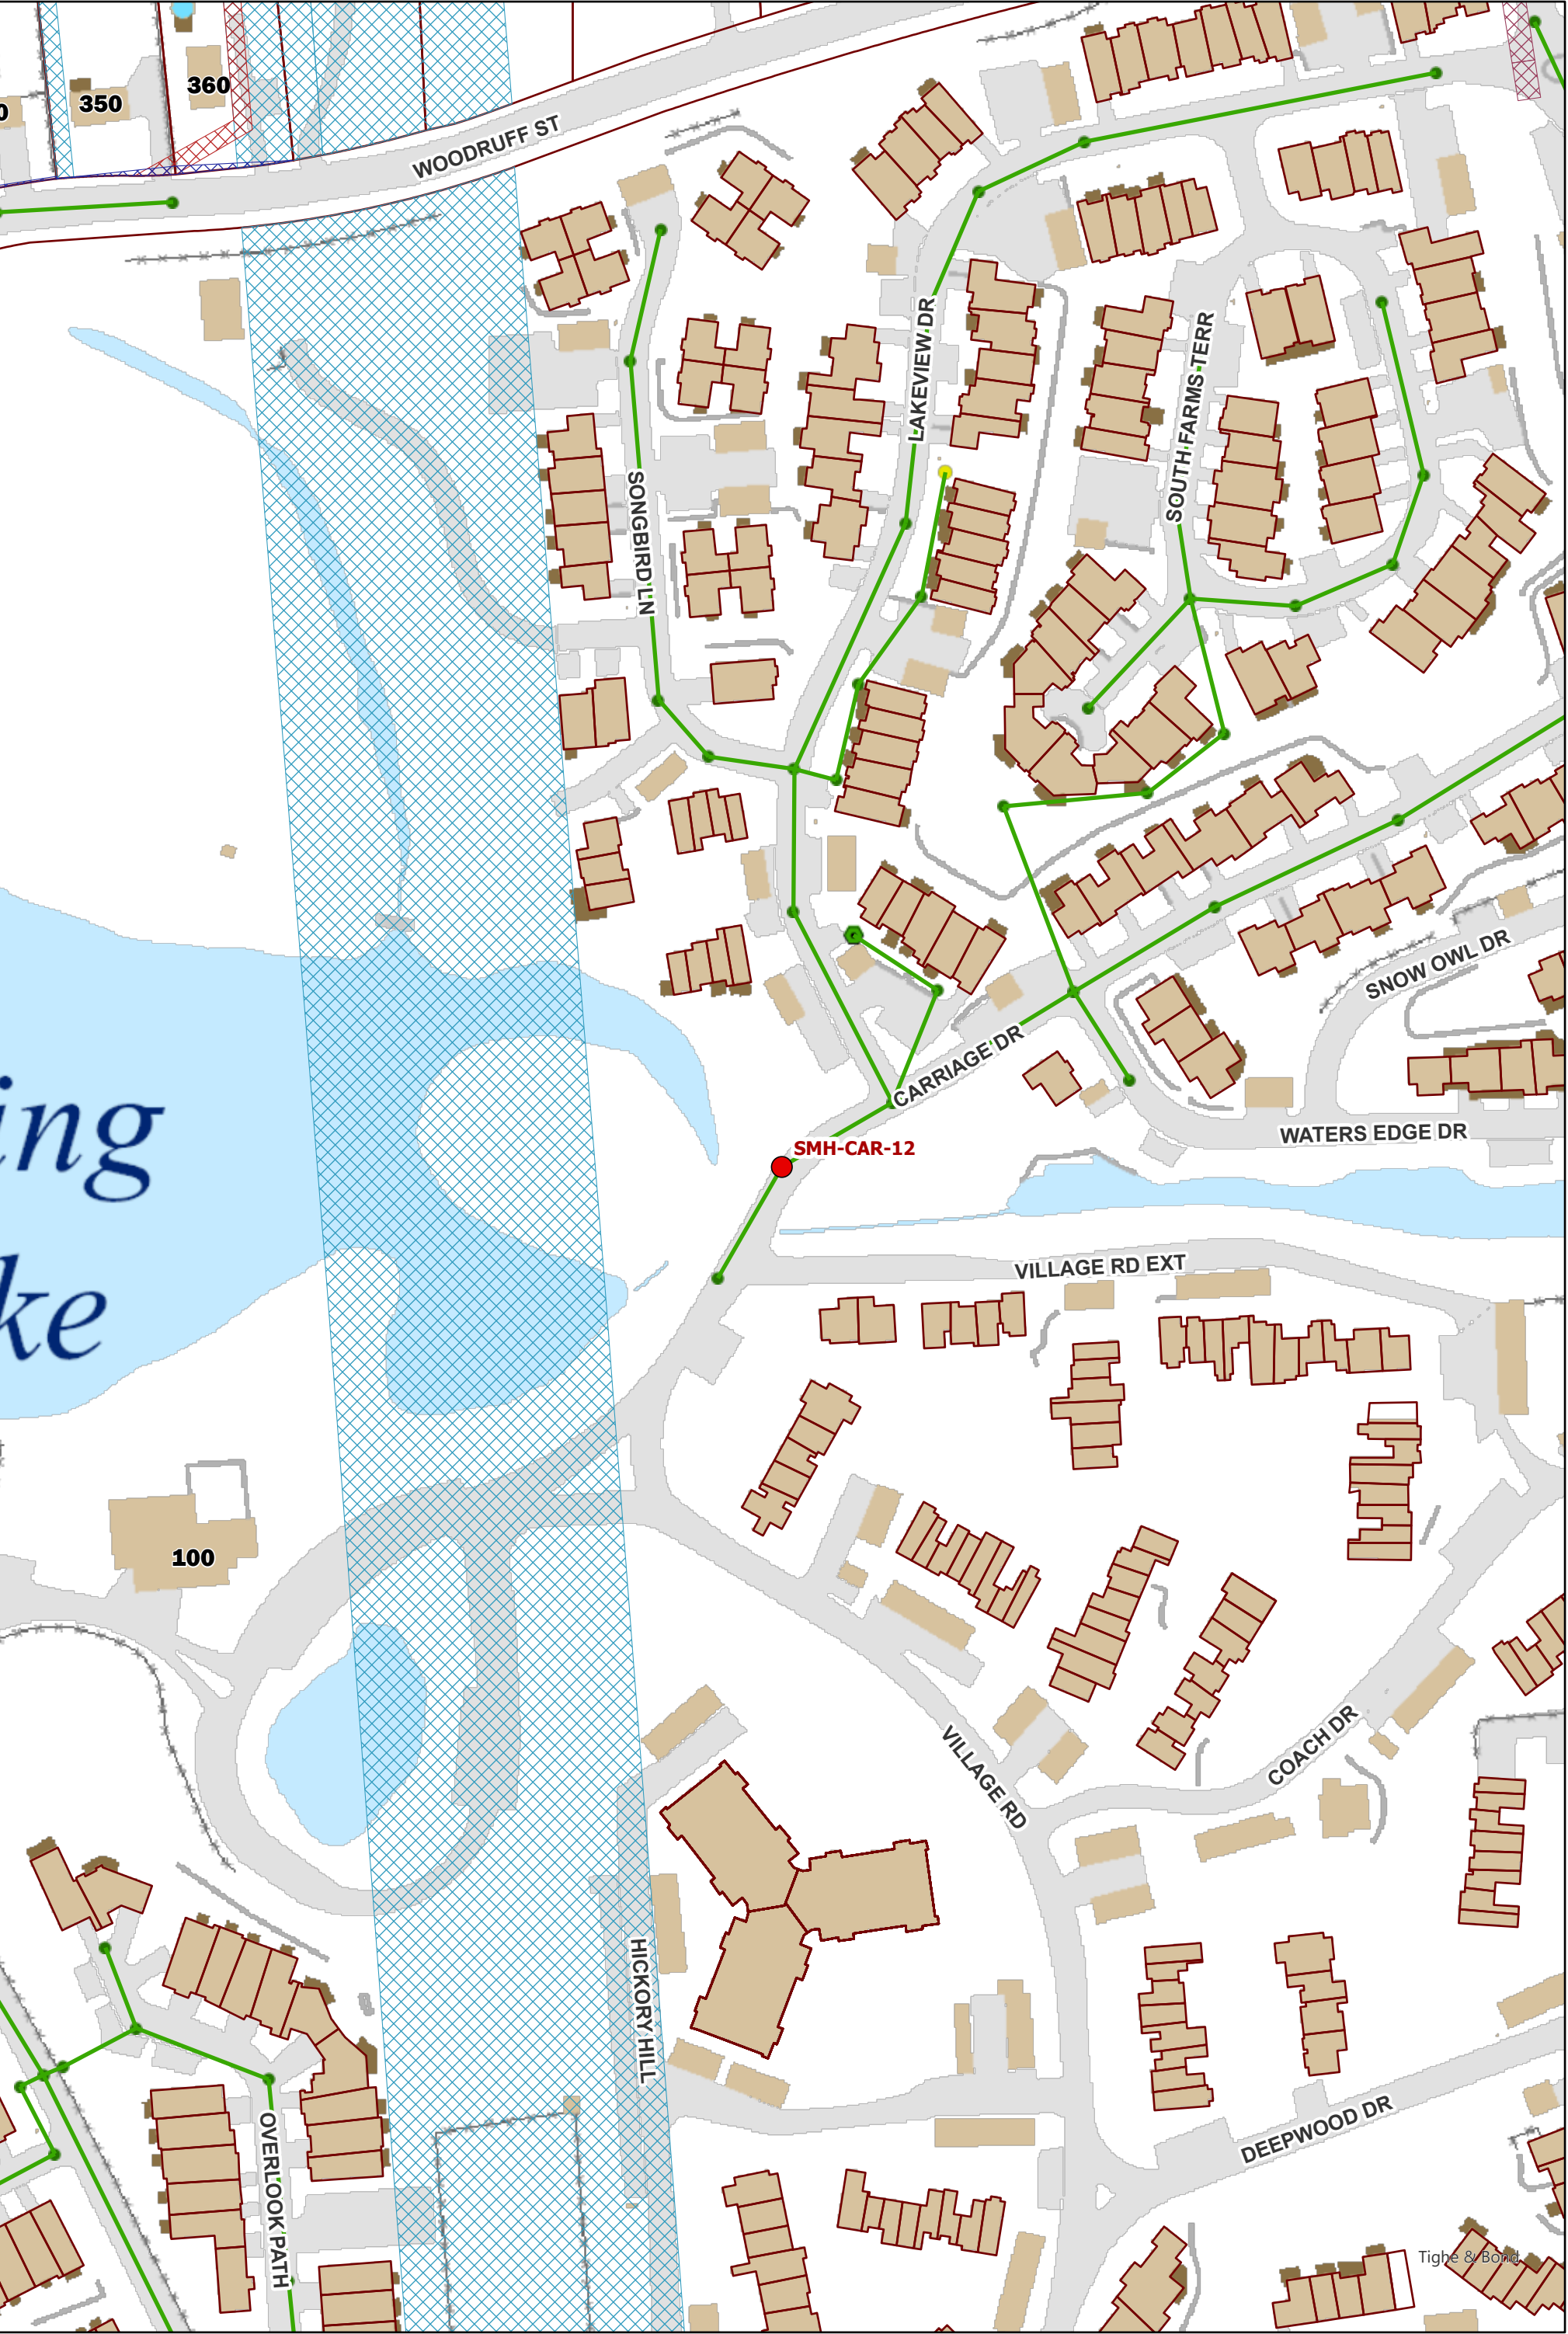 350
360
WOODRUFF ST
LAKEVIEW DR
SOUTH FARMS TERR
SONGBIRD LN
SNOW OWL DR
CARRIAGE DR
ing
WATERS EDGE DR
SMH-CAR-12
VILLAGE RD EXT
ke
100
VILLAGE RD
COACH DR
HICKORY HILL
OVERLOOK PATH
DEEPWOOD DR
Tighe & Bond